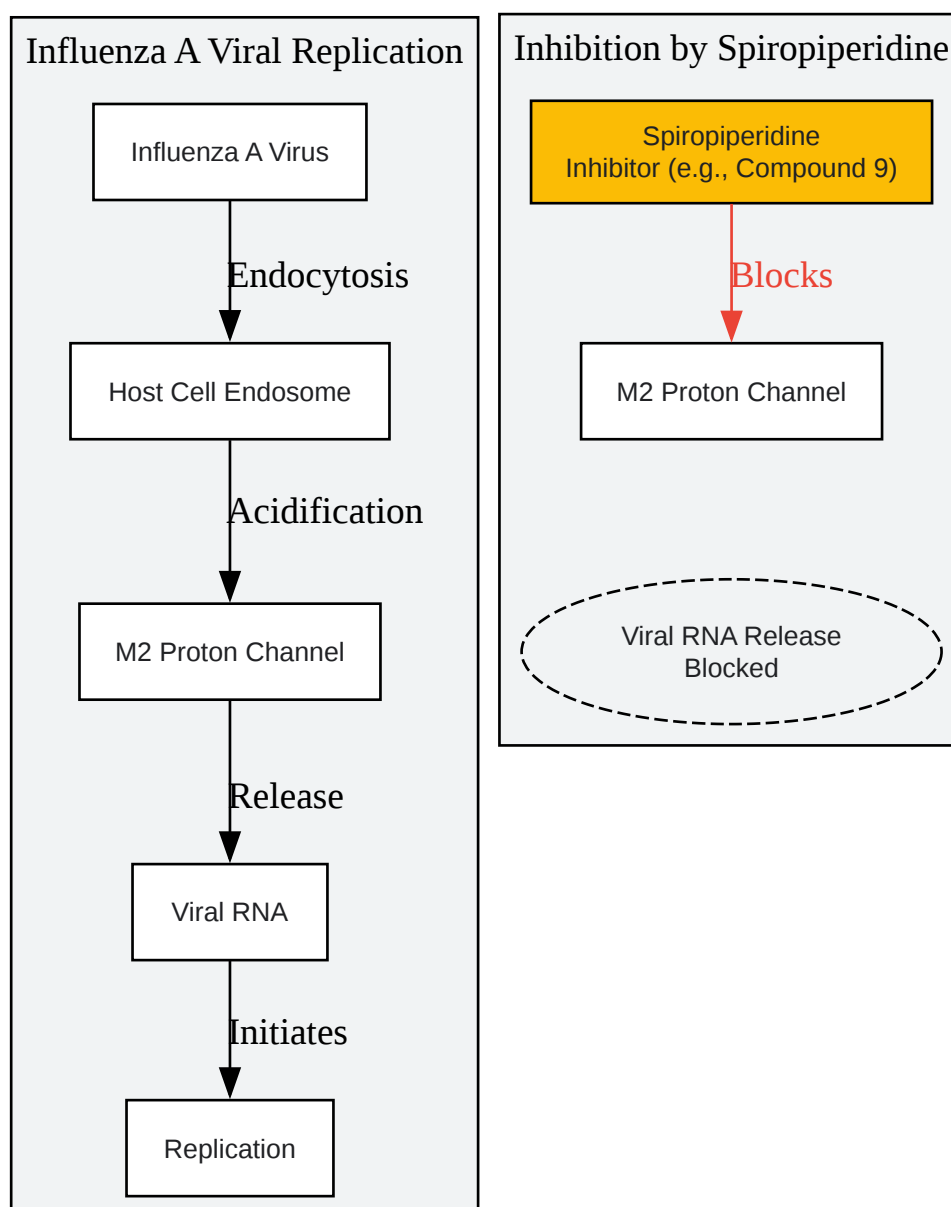 Influenza A Viral Replication
Influenza A Virus
Endocytosis
Host Cell Endosome
Acidification
M2 Proton Channel
Release
Viral RNA
Initiates
Replication
Inhibition by Spiropiperidine
Spiropiperidine
Inhibitor (e.g., Compound 9)
Blocks
M2 Proton Channel
Viral RNA Release
Blocked